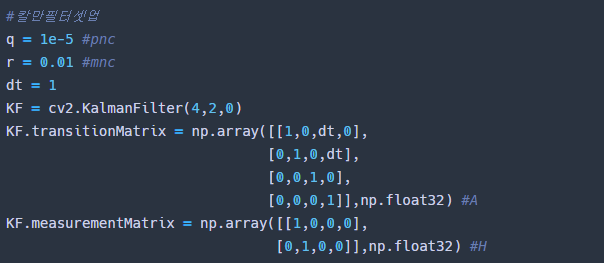 #칼만필터셋업
q = 1e-5 #pnc
r = 0.01 #mnc
dt = 1
KF = cv2.KalmanFilter(4,2,0)
KF.transitionMatrix = np.array([[1,0,dt,0],
[0,1,0,dt],
[0,0,1,0],
[0,0,0,1]],np.float32) #A
KF.measurementMatrix = np.array([[1,0,0,0],
[0,1,0,0]],np.float32) #H